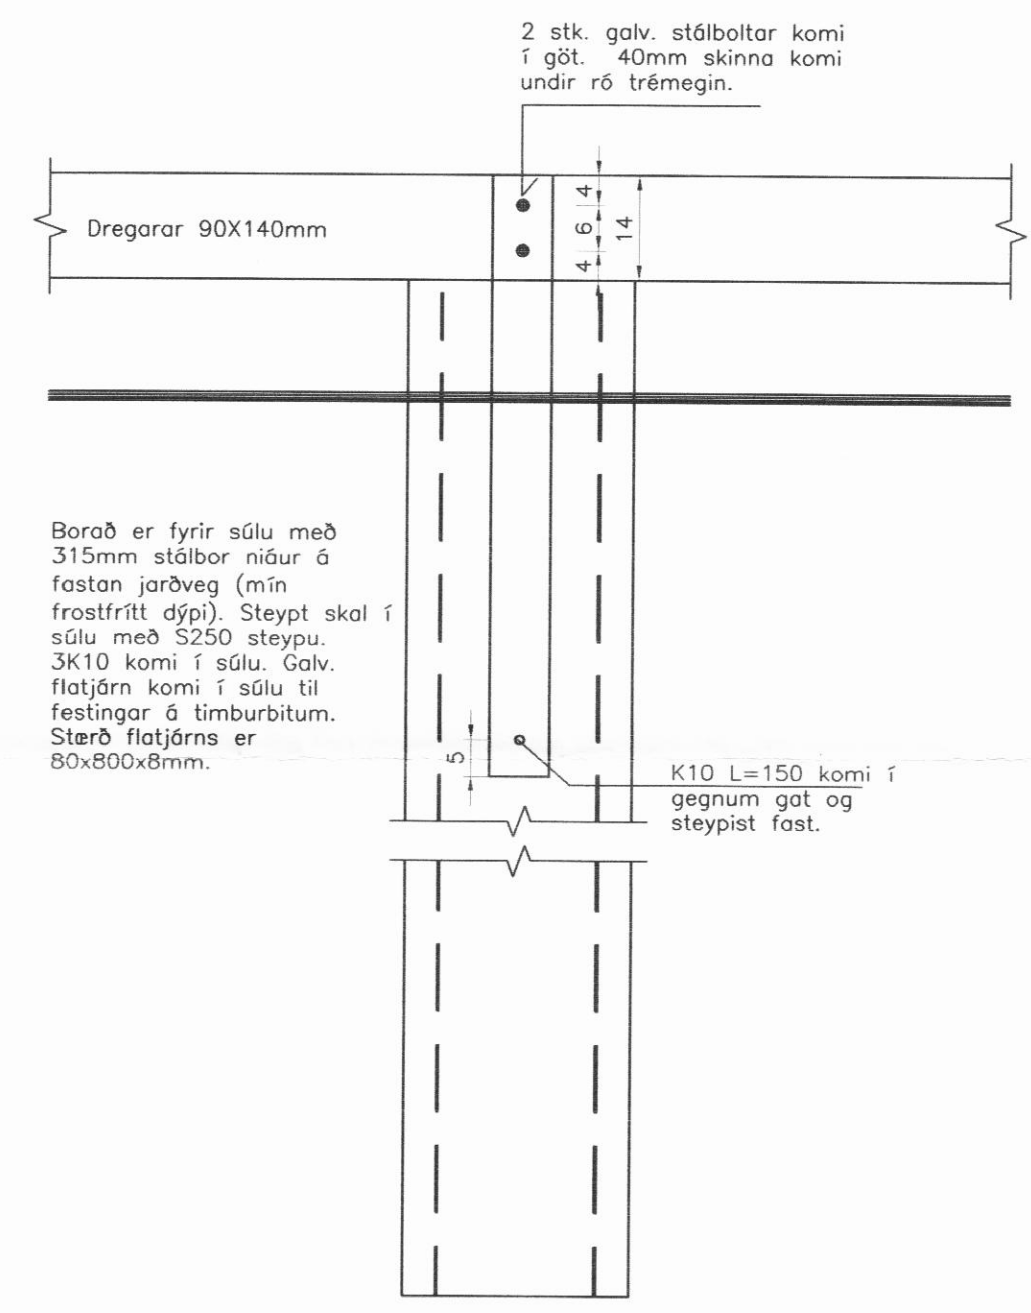 2 stk. galv. stálboltar komi
í göt. 40mm skinna komi
undir ró trémegin.
4
6
4
14
Dregarar 90X140mm
Borað er fyrir súlu með
315mm stálbor niáur á
fastan jarðveg (mín
frostfrítt dýpi). Steypt skal í
súlu með S250 steypu.
3K10 komi í súlu. Galv.
flatjárn komi í súlu til
festingar á timburbitum.
Stærð flatjárns er
80x800x8mm.
5
K10 L=150 komi í
gegnum gat og
steypist fast.